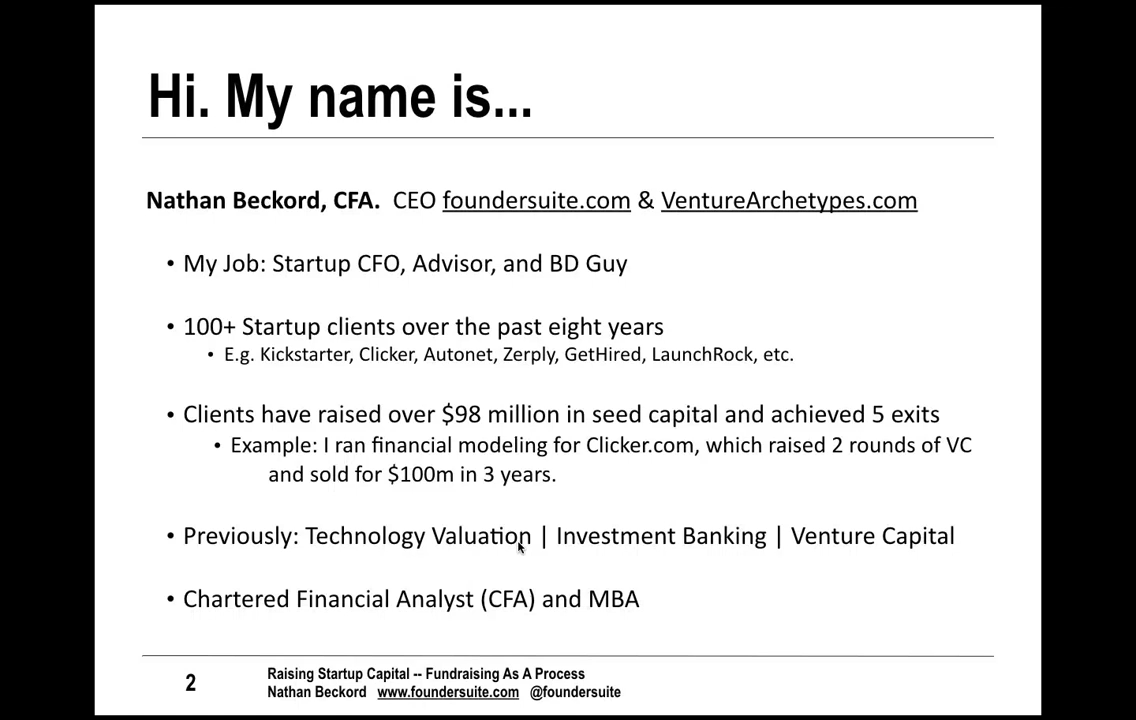 Hi. My name is...
Nathan Beckord, CFA. CEO foundersuite.com & VentureArchetypes.com
• My Job: Startup CFO, Advisor, and BD Guy
• 100+ Startup clients over the past eight years
• E.g. Kickstarter, Clicker, Autonet, Zerply, GetHired, LaunchRock, etc.
• Clients have raised over $98 million in seed capital and achieved 5 exits
• Example: I ran financial modeling for Clicker.com, which raised 2 rounds of VC
and sold for $100m in 3 years.
• Previously: Technology Valuation | Investment Banking | Venture Capital
• Chartered Financial Analyst (CFA) and MBA
2
Raising Startup Capital -- Fundraising As A Process
Nathan Beckord www.foundersuite.com @foundersuite